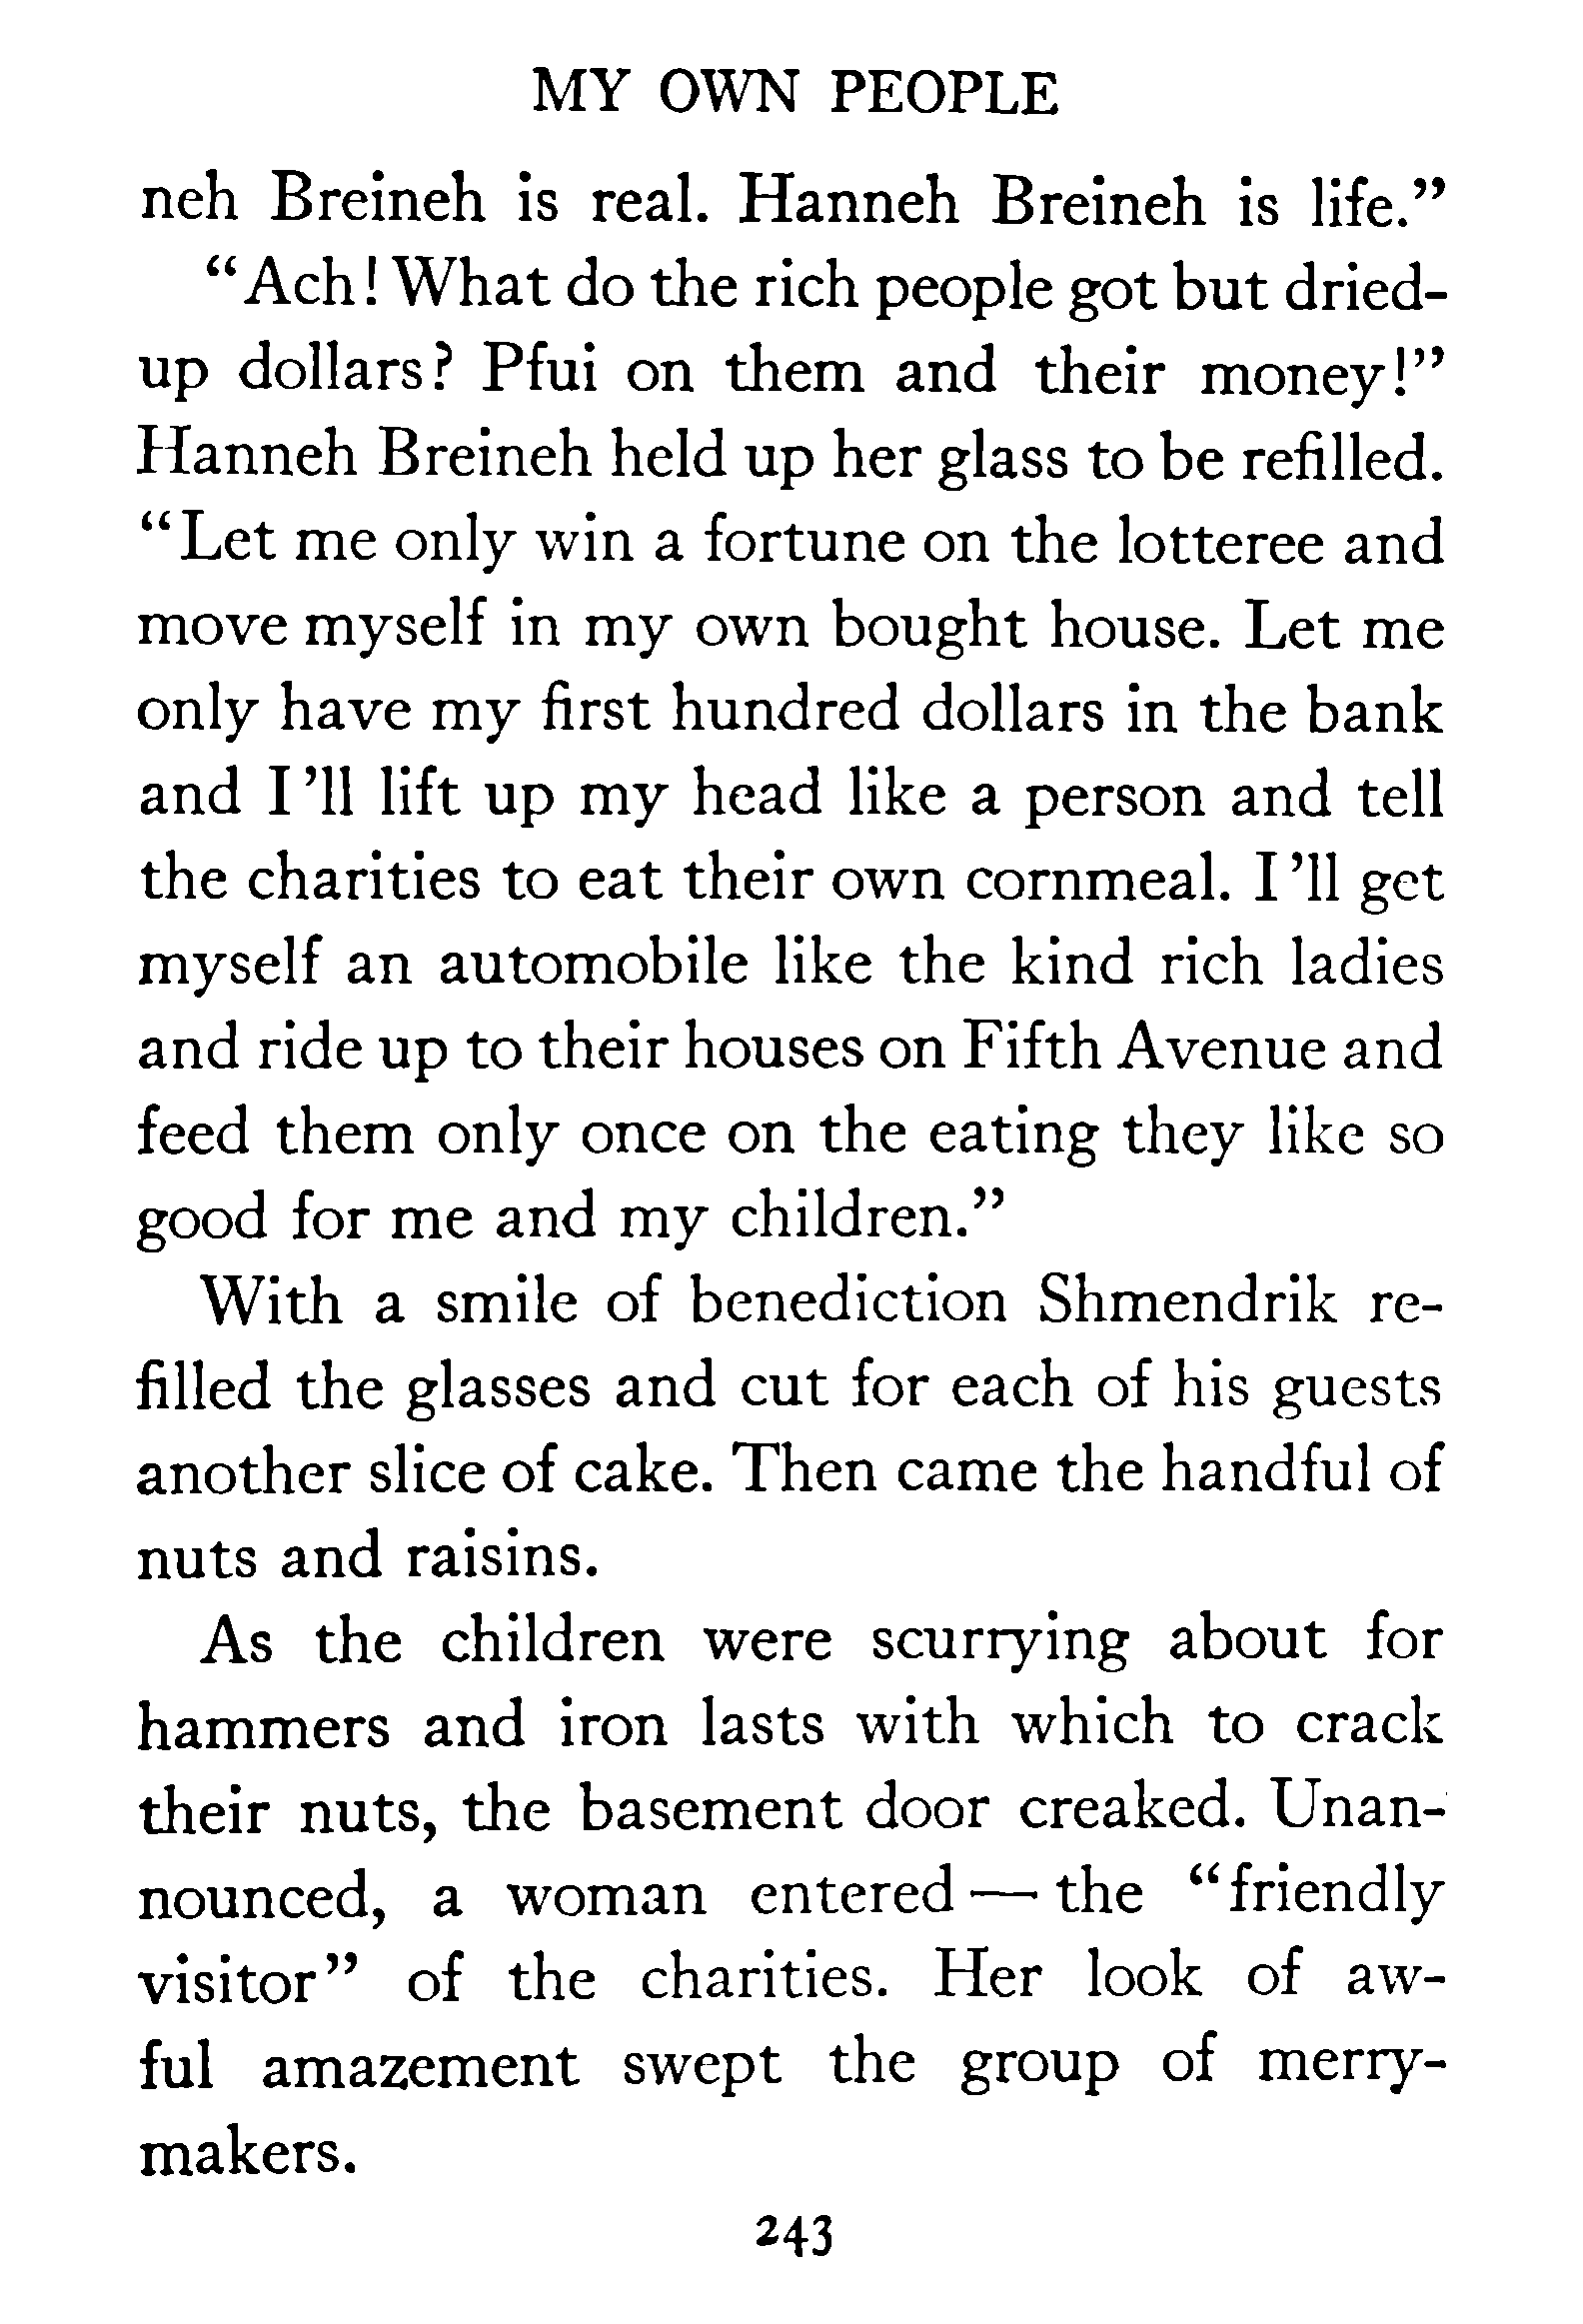 MY OWN PEOPLE
neh Breineh is real. Hanneh Breineh is life.”
“Ach! What do the rich people got but dried-
up dollars? Pfui on them and their money!”
Hanneh Breineh held up her glass to be refilled.
“Let me only win a fortune on the lotteree and
move myself in my own bought house. Let me
only have my first hundred dollars in the bank
and I’ll lift up my head like a person and tell
the charities to eat their own cornmeal. I’ll get
myself an automobile like the kind rich ladies
and ride up to their houses on Fifth Avenue and
feed them only once on the eating they like so
good for me and my children.”
With a smile of benediction Shmendrik re-
filled the glasses and cut for each of his guests
another slice of cake. Then came the handful of
nuts and raisins.
As the children were scurrying about for
hammers and iron lasts with which to crack
their nuts, the basement door creaked. Unan-
nounced, a woman entered — the “friendly
visitor” of the charities. Her look of aw-
ful amazement swept the group of merry-
makers.
243